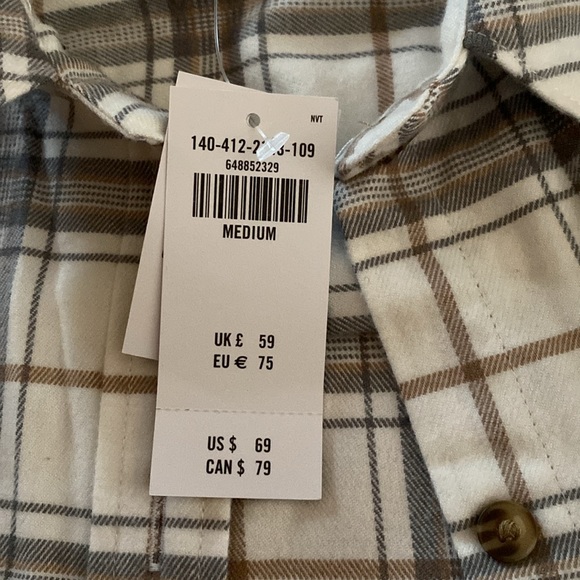 NVT
648852329
MEDIUM
UK £ 59
EU € 75
US $ 69
CAN $ 79